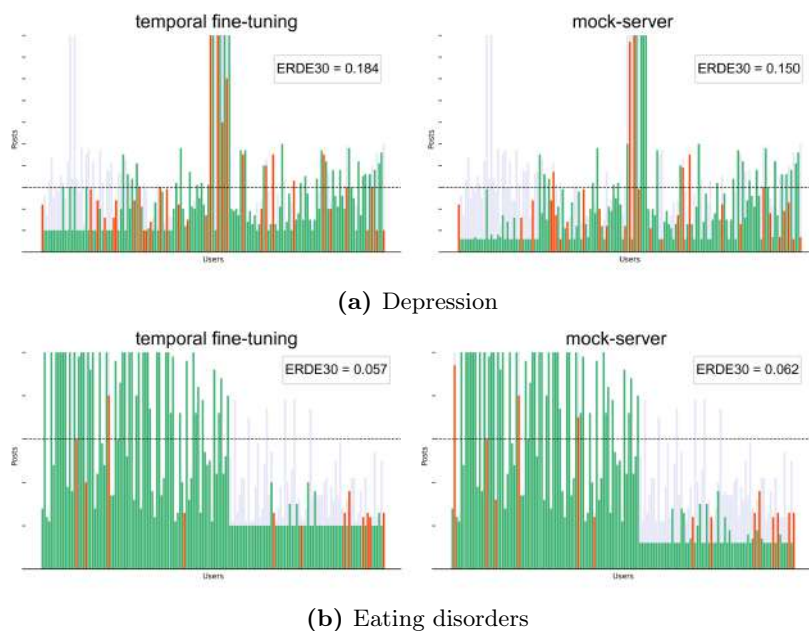 temporal fine-tuning
mock-server
ERDE30 = 0.184
ERDE30 = 0.150
Posts
Posts
Users
Users
(a) Depression
temporal fine-tuning
mock-server
ERDE30 = 0.057
ERDE30 = 0.062
Posts
Posts
Users
Users
(b) Eating disorders